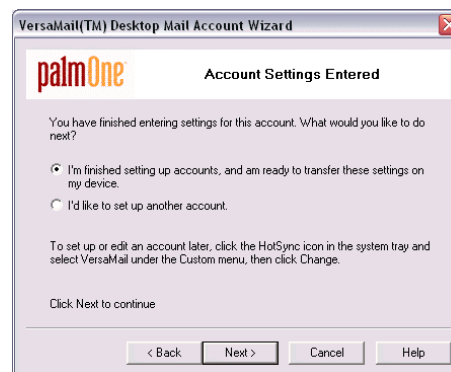 VersaMail(TM) Desktop Mail Account Wizard
palmOne
Account Settings Entered
You have finished entering settings for this account. What would you like to do
next?
I'm finished setting up accounts, and am ready to transfer these settings on
my device.
I'd like to set up another account.
To set up or edit an account later, click the HotSync icon in the system tray and
select VersaMail under the Custom menu, then click Change.
Click Next to continue
< Back Next > Cancel Help